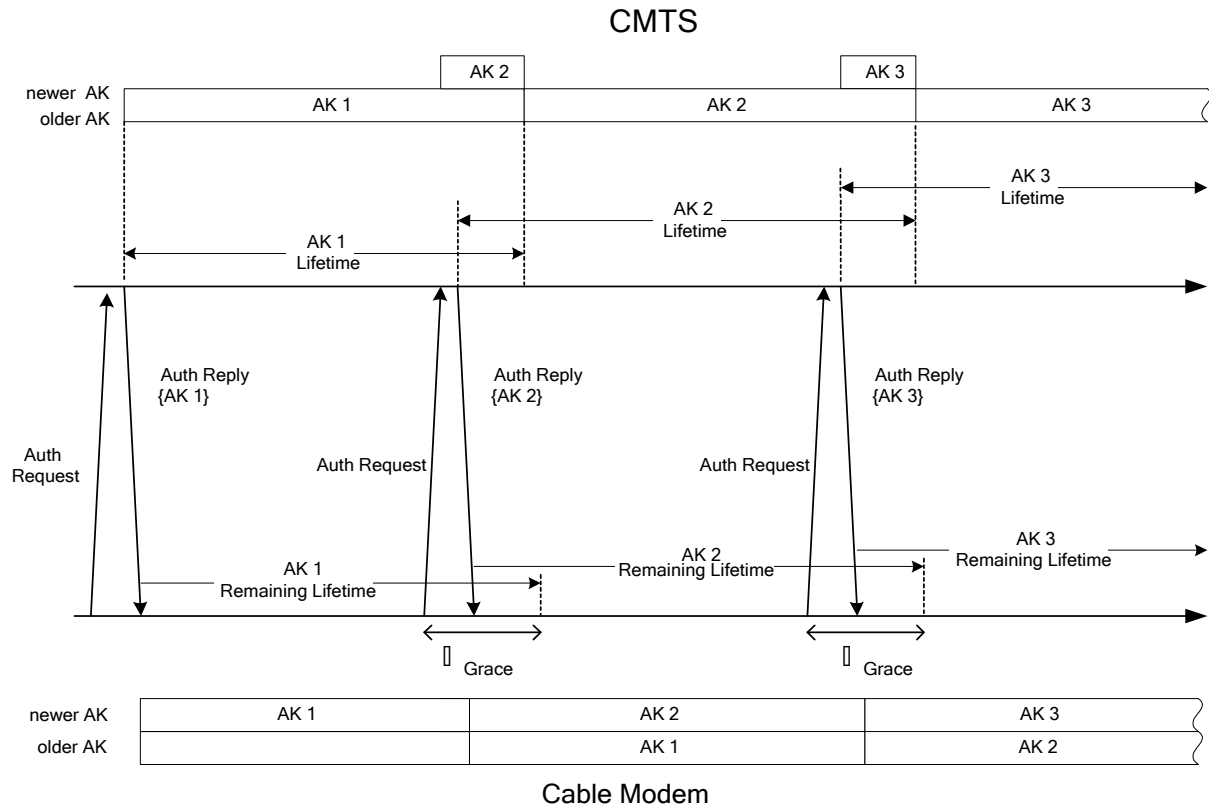 CMTS
AK 2
AK 3
newer AK
AK 1
AK 2
AK 3
older AK
AK 3
Lifetime
AK 2
Lifetime
AK 1
Lifetime
Auth Reply
{AK 1}
Auth Reply
{AK 2}
Auth Reply
{AK 3}
Auth
Request
Auth Request
Auth Request
AK 1
Remaining Lifetime
AK 2
Remaining Lifetime
AK 3
Remaining Lifetime
Grace
Grace
newer AK
AK 1
AK 2
AK 3
older AK
AK 1
AK 2
Cable Modem